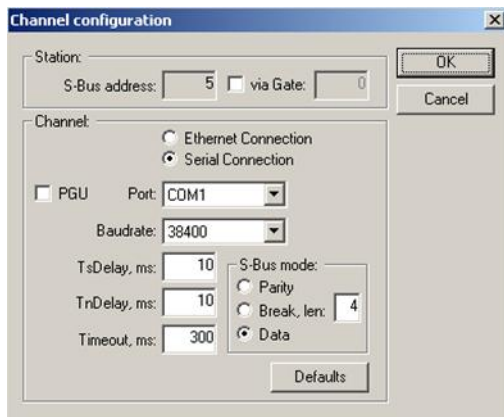 Channel configuration
Station:
S-Bus address: 5 via Gate: 0
OK
Cancel
Channel:
Ethernet Connection
Serial Connection
PGU Port: COM1
Baudrate: 38400
TsDelay, ms: 10
TnDelay, ms: 10
Timeout, ms: 300
S-Bus mode:
Parity
Break, len: 4
Data
Defaults